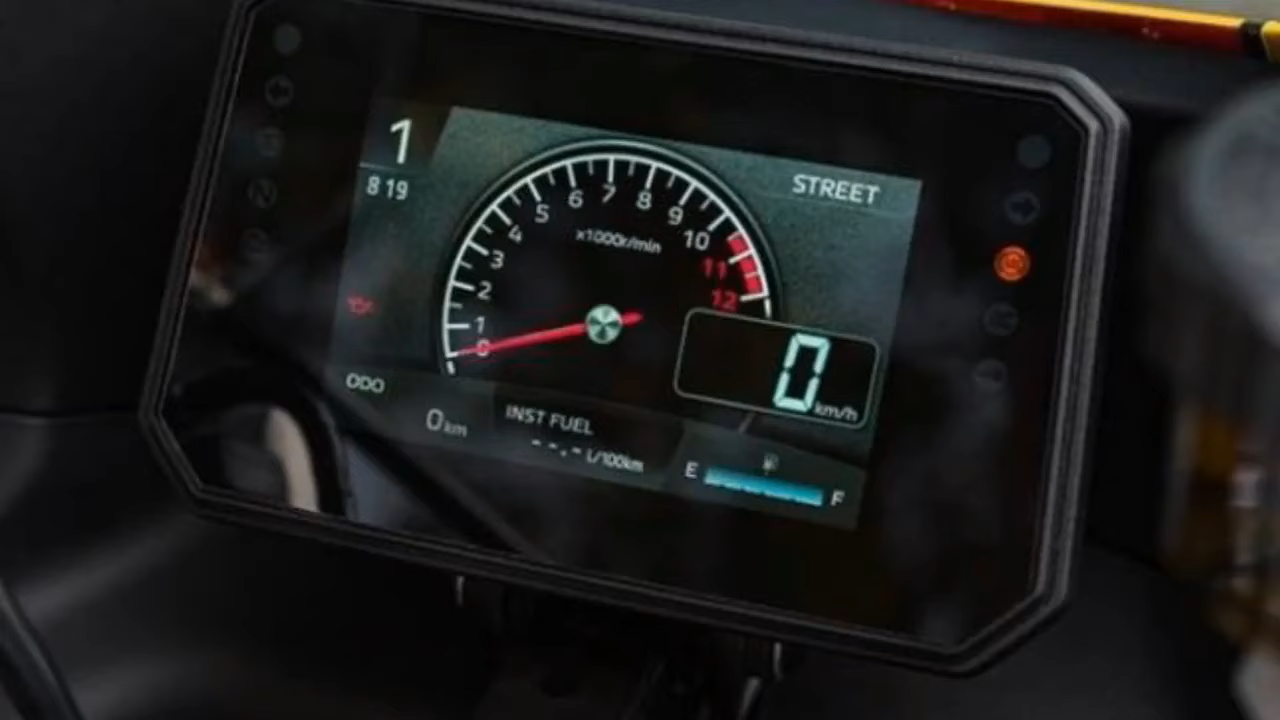 1
8 19
STREET
0
1
2
3
4
5
6
7
8
9
10
11
12
x1000r/min
0 km/h
ODO
0 km
INST FUEL
--.- L/100km
E
F
N